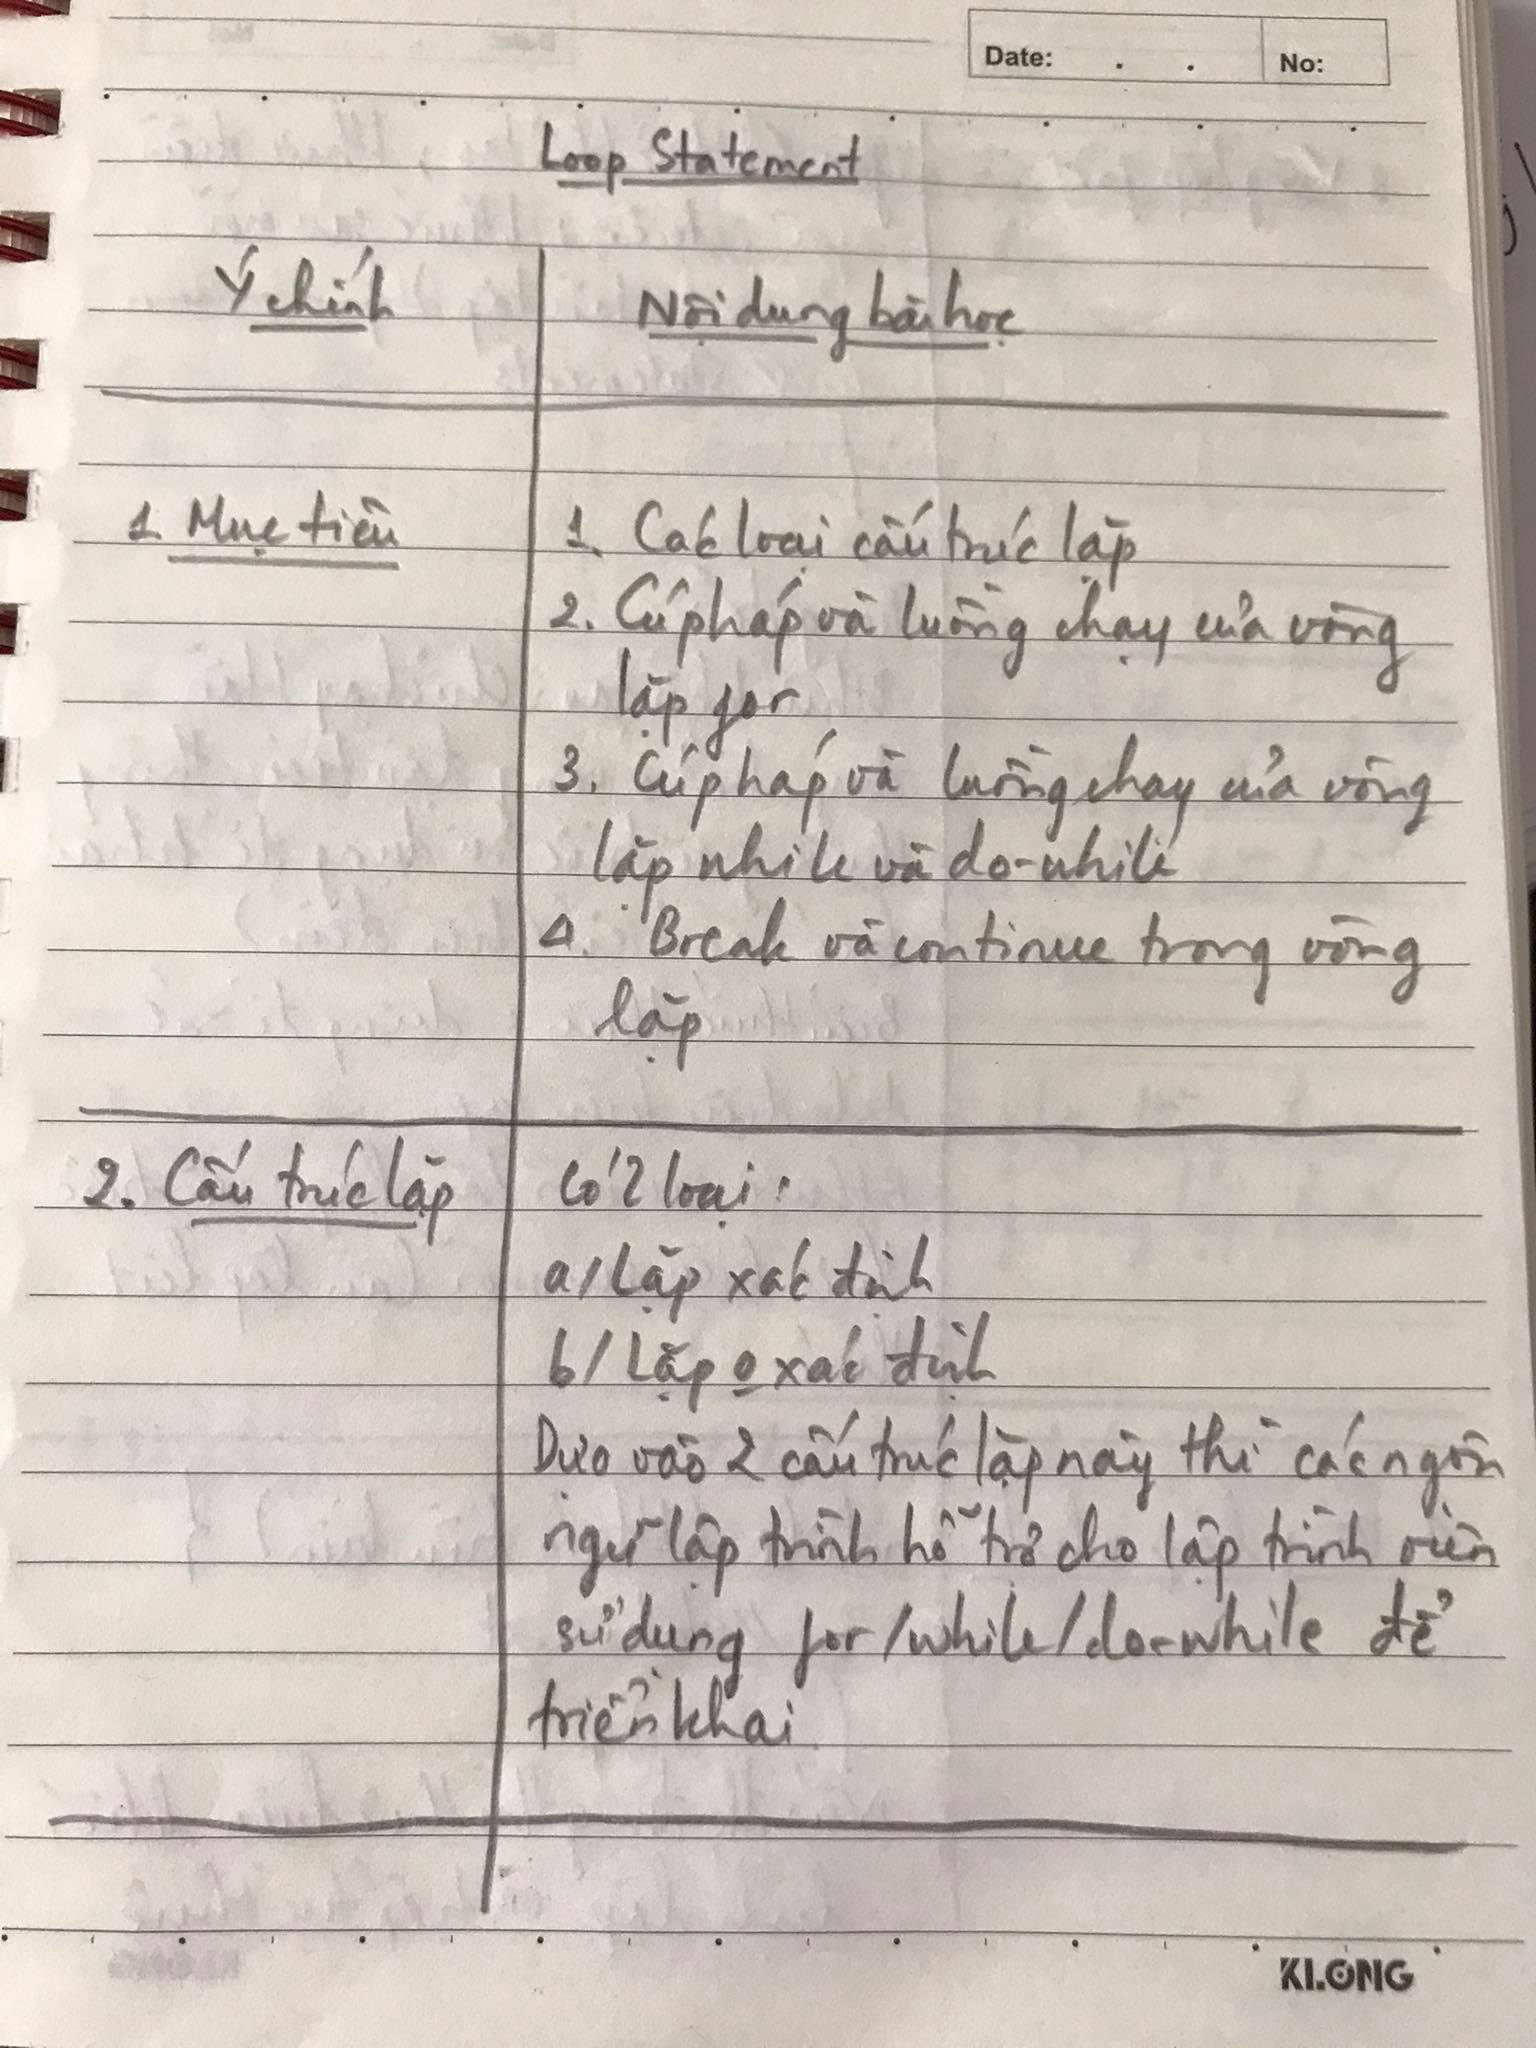 Date: . . No:
Loop Statement
Ý chính
Nội dung bài học
1. Mục tiêu
1. Các loại cấu trúc lặp
2. Cú pháp và luồng chạy của vòng
lặp for
3. Cú pháp và luồng chạy của vòng
lặp while và do-while
4. Break và continue trong vòng
lặp
2. Cấu trúc lặp
Có 2 loại:
a/ Lặp xác định
b/ Lặp o xác định
Dựa vào 2 cấu trúc lặp này thì các ngôn
ngữ lập trình hỗ trợ cho lập trình viên
sử dụng for/while/do-while để
triển khai
KLONG